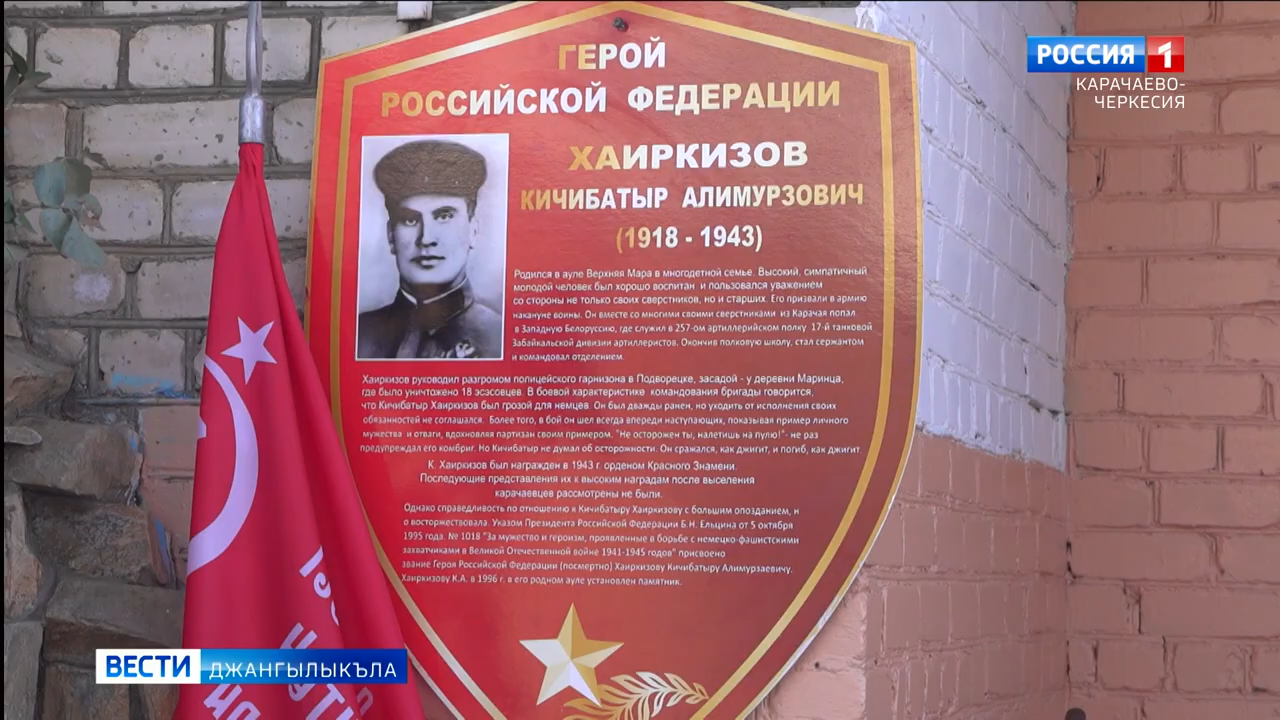 ГЕРОЙ
РОССИЙСКОЙ ФЕДЕРАЦИИ
ХАИРКИЗОВ
КИЧИБАТЫР АЛИМУРЗОВИЧ
(1918 - 1943)
Родился в ауле Верхняя Мара в многодетной семье. Высокий, симпатичный
молодой человек был хорошо воспитан и пользовался уважением
со стороны не только своих сверстников, но и старших. Его призвали в армию
накануне воины. Он вместе со многими своими сверстниками из Карачая попал
в Западную Белоруссию, где служил в 257-ом артиллерийском полку 17-й танковой
Забайкальской дивизии артиллеристов. Окончив полковую школу, стал сержантом
и командовал отделением.
Хаиркизов руководил разгромом полицейского гарнизона в Подворецке, засадой - у деревни Маринца,
где было уничтожено 18 эсэсовцев. В боевой характеристике командования бригады говорится,
что Кичибатыр Хаиркизов был грозой для немцев. Он был дважды ранен, но уходить от исполнения своих
обязанностей не соглашался. Более того, в бой он шел всегда впереди наступающих, показывая пример личного
мужества и отваги, вдохновляя партизан своим примером. "Не осторожен ты, налетишь на пулю!"- не раз
предупреждал его комбриг. Но Кичибатыр не думал об осторожности. Он сражался, как джигит, и погиб, как джигит.
К. Хаиркизов был награжден в 1943 г. орденом Красного Знамени.
Последующие представления их к высоким наградам после выселения
карачаевцев рассмотрены не были.
Однако справедливость по отношению к Кичибатыру Хаиркизову с большим опозданием, н
о восторжествовала. Указом Президента Российской Федерации Б.Н. Ельцина от 5 октября
1995 года. № 1018 "За мужество и героизм, проявленные в борьбе с немецко-фашистскими
захватчиками в Великой Отечественной войне 1941-1945 годов" присвоено
звание Героя Российской Федерации (посмертно) Хаиркизову Кичибатыру Алимурзаевичу.
Хаиркизову К.А. в 1996 г. в его родном ауле установлен памятник.
РОССИЯ 1
КАРАЧАЕВО-
ЧЕРКЕСИЯ
ВЕСТИ ДЖАНГЫЛЫКЪЛА